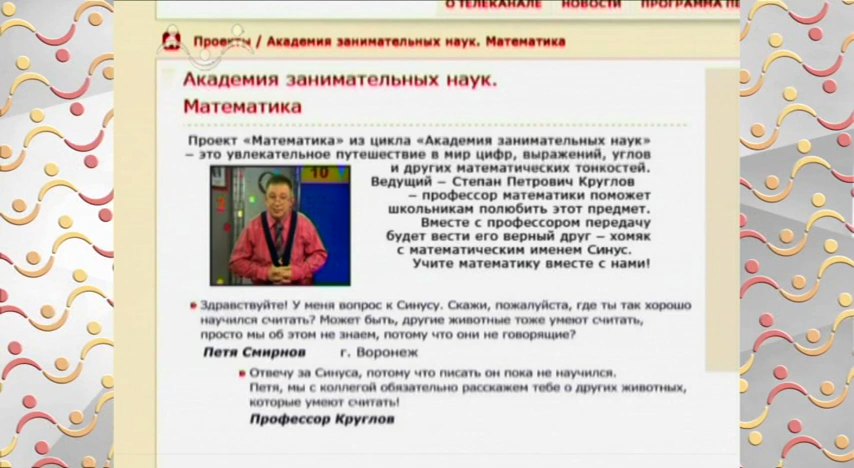 О ТЕЛЕКАНАЛЕ НОВОСТИ ПРОГРАММА
Проекты / Академия занимательных наук. Математика
Академия занимательных наук.
Математика
Проект «Математика» из цикла «Академия занимательных наук»
– это увлекательное путешествие в мир цифр, выражений, углов
и других математических тонкостей.
Ведущий – Степан Петрович Круглов
– профессор математики поможет
школьникам полюбить этот предмет.
Вместе с профессором передачу
будет вести его верный друг – хомяк
с математическим именем Синус.
Учите математику вместе с нами!
10
Здравствуйте! У меня вопрос к Синусу. Скажи, пожалуйста, где ты так хорошо
научился считать? Может быть, другие животные тоже умеют считать,
просто мы об этом не знаем, потому что они не говорящие?
Петя Смирнов г. Воронеж
Отвечу за Синуса, потому что писать он пока не научился.
Петя, мы с коллегой обязательно расскажем тебе о других животных,
которые умеют считать!
Профессор Круглов